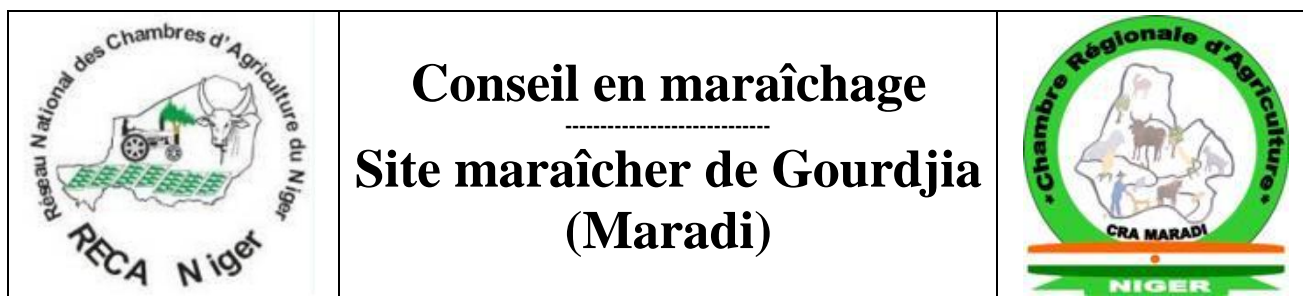 Réseau National des Chambres d'Agriculture du Niger
RECA Niger
Conseil en maraîchage
-----------------------------
Site maraîcher de Gourdjia
(Maradi)
*Chambre Régionale d'Agriculture*
CRA MARADI
NIGER